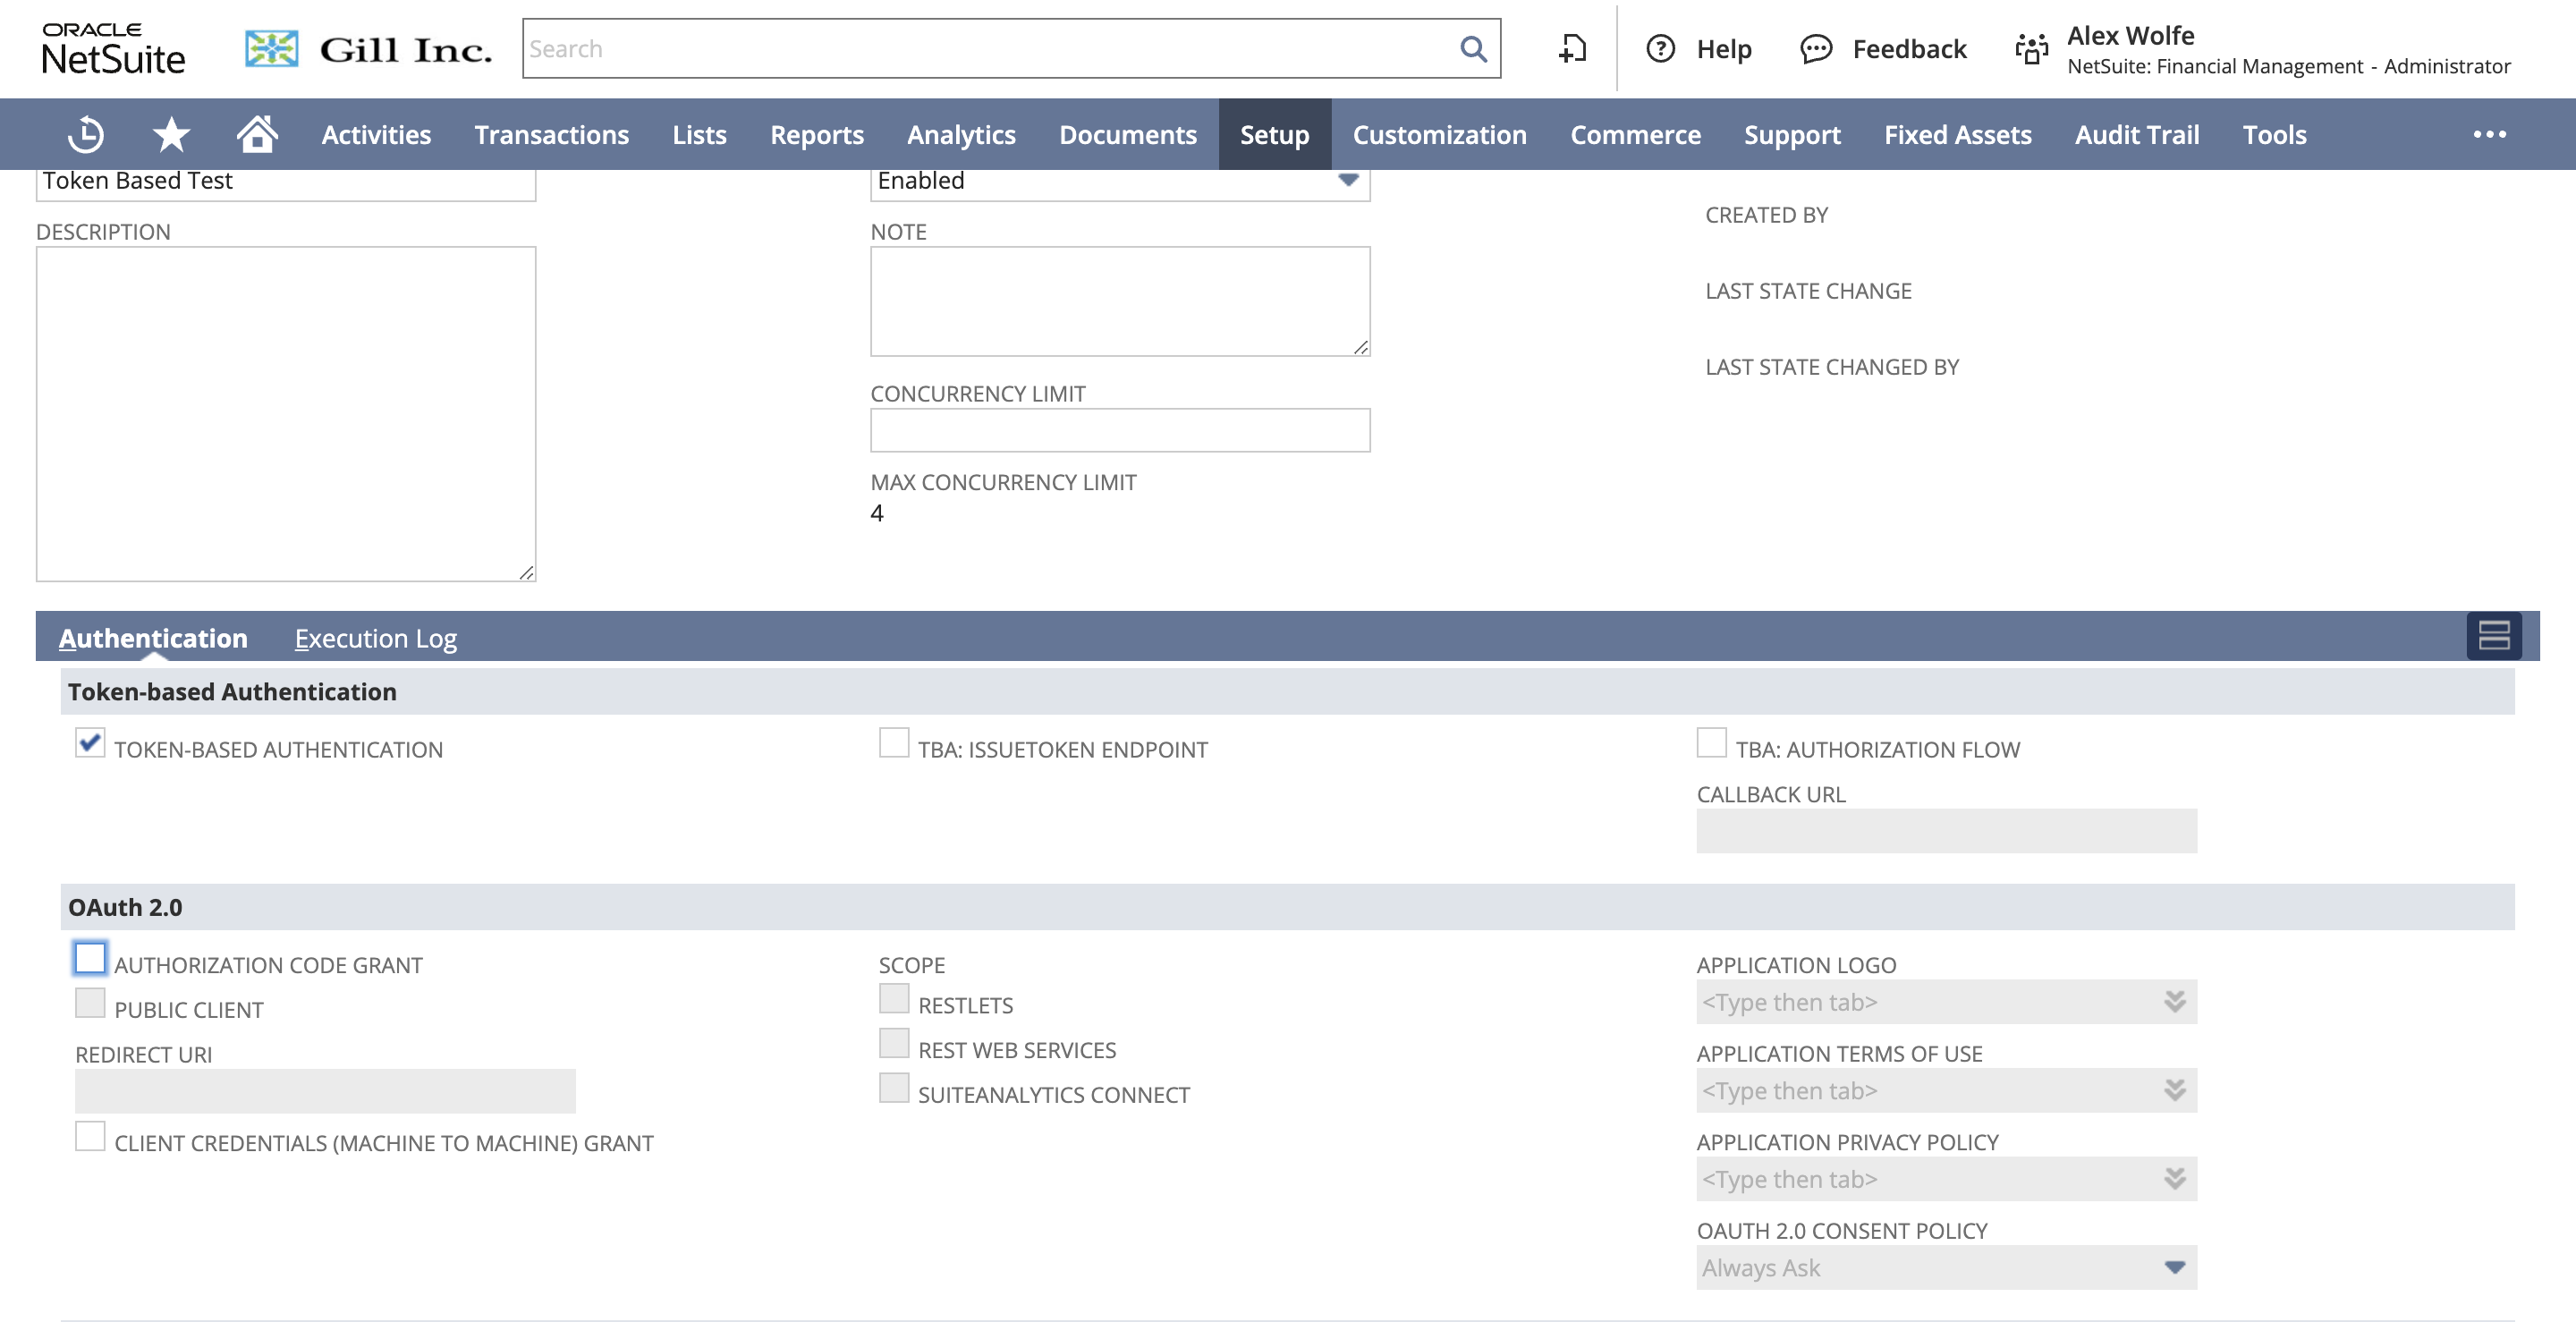 ORACLE
NetSuite
Gill Inc.
Search
Help
Feedback
Alex Wolfe
NetSuite: Financial Management - Administrator
Activities
Transactions
Lists
Reports
Analytics
Documents
Setup
Customization
Commerce
Support
Fixed Assets
Audit Trail
Tools
Token Based Test
Enabled
CREATED BY
DESCRIPTION
NOTE
LAST STATE CHANGE
LAST STATE CHANGED BY
CONCURRENCY LIMIT
MAX CONCURRENCY LIMIT
4
Authentication
Execution Log
Token-based Authentication
TOKEN-BASED AUTHENTICATION
TBA: ISSUETOKEN ENDPOINT
TBA: AUTHORIZATION FLOW
CALLBACK URL
OAuth 2.0
AUTHORIZATION CODE GRANT
PUBLIC CLIENT
REDIRECT URI
CLIENT CREDENTIALS (MACHINE TO MACHINE) GRANT
SCOPE
RESTLETS
REST WEB SERVICES
SUITEANALYTICS CONNECT
APPLICATION LOGO
<Type then tab>
APPLICATION TERMS OF USE
<Type then tab>
APPLICATION PRIVACY POLICY
<Type then tab>
OAUTH 2.0 CONSENT POLICY
Always Ask